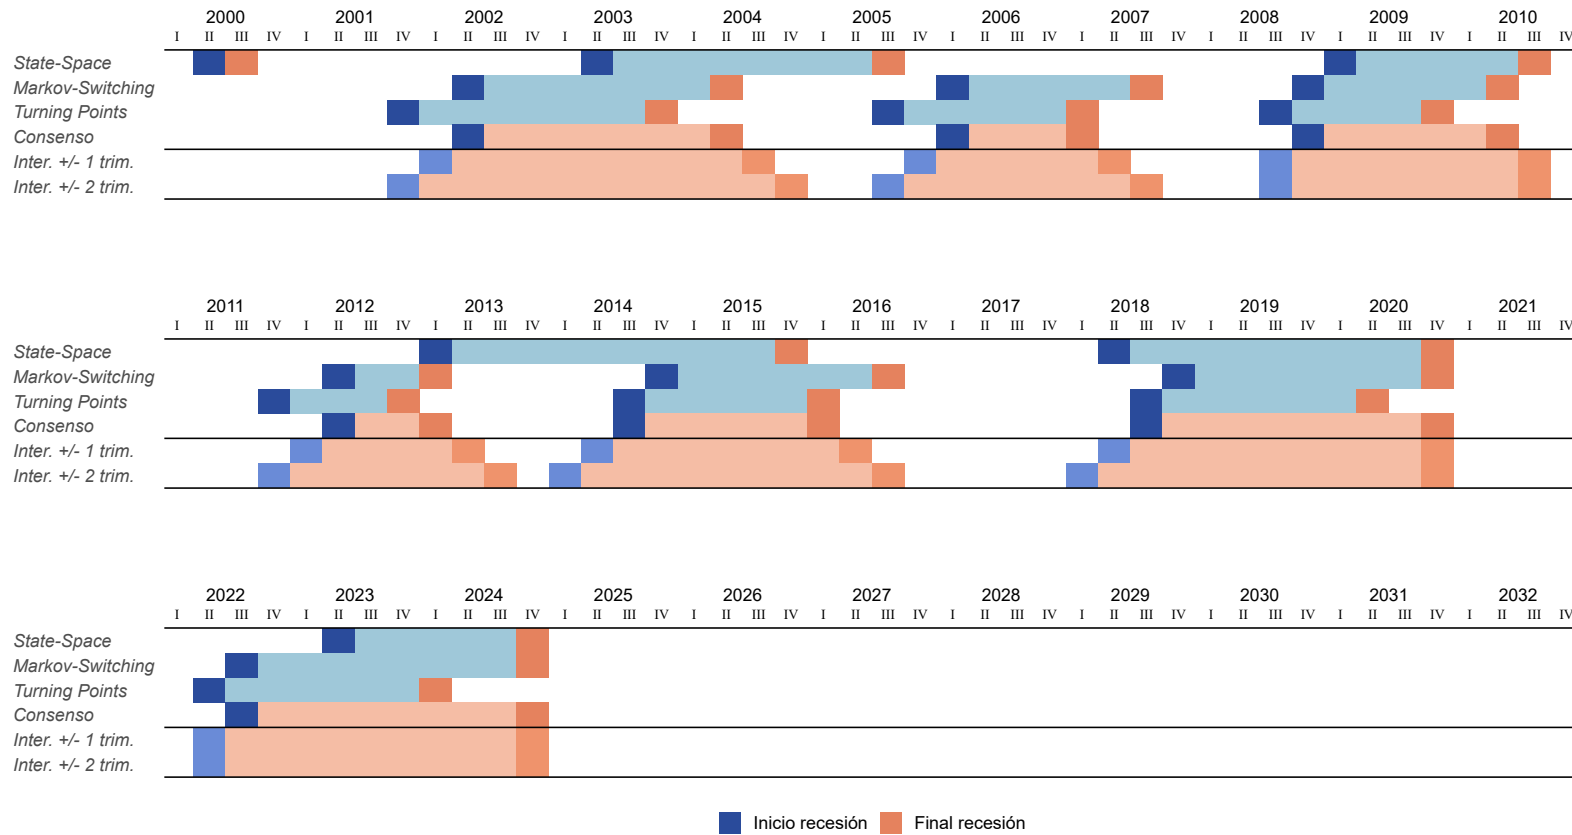 2000 2001 2002 2003 2004 2005 2006 2007 2008 2009 2010
I II III IV I II III IV I II III IV I II III IV I II III IV I II III IV I II III IV I II III IV I II III IV I II III IV I II III IV
State-Space
Markov-Switching
Turning Points
Consenso
Inter. +/- 1 trim.
Inter. +/- 2 trim.
2011 2012 2013 2014 2015 2016 2017 2018 2019 2020 2021
I II III IV I II III IV I II III IV I II III IV I II III IV I II III IV I II III IV I II III IV I II III IV I II III IV I II III IV
State-Space
Markov-Switching
Turning Points
Consenso
Inter. +/- 1 trim.
Inter. +/- 2 trim.
2022 2023 2024 2025 2026 2027 2028 2029 2030 2031 2032
I II III IV I II III IV I II III IV I II III IV I II III IV I II III IV I II III IV I II III IV I II III IV I II III IV I II III IV
State-Space
Markov-Switching
Turning Points
Consenso
Inter. +/- 1 trim.
Inter. +/- 2 trim.
Inicio recesión Final recesión